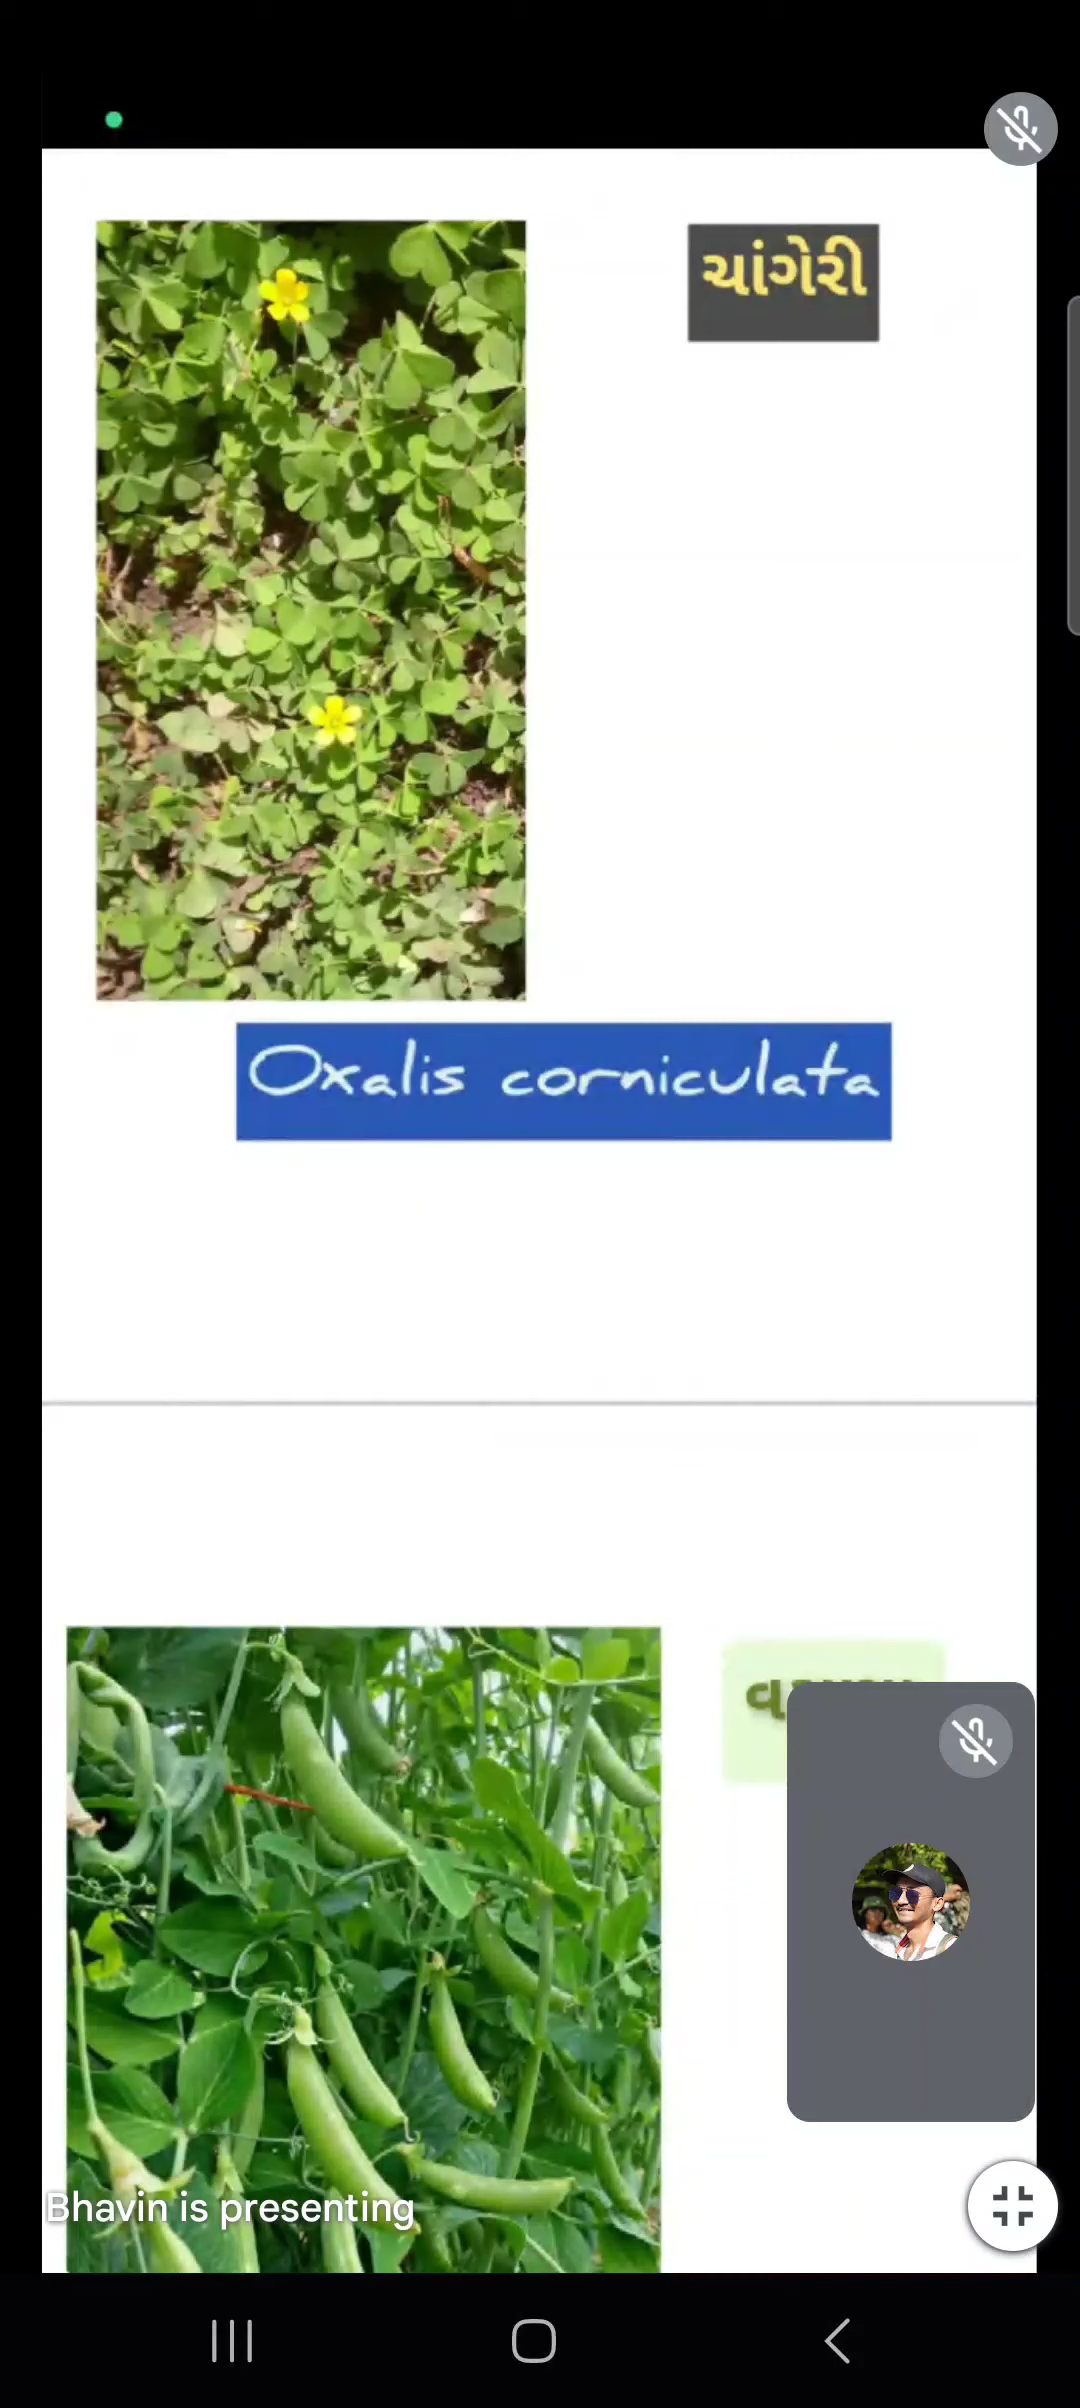 ચાંગેરી
Oxalis corniculata
Bhavin is presenting